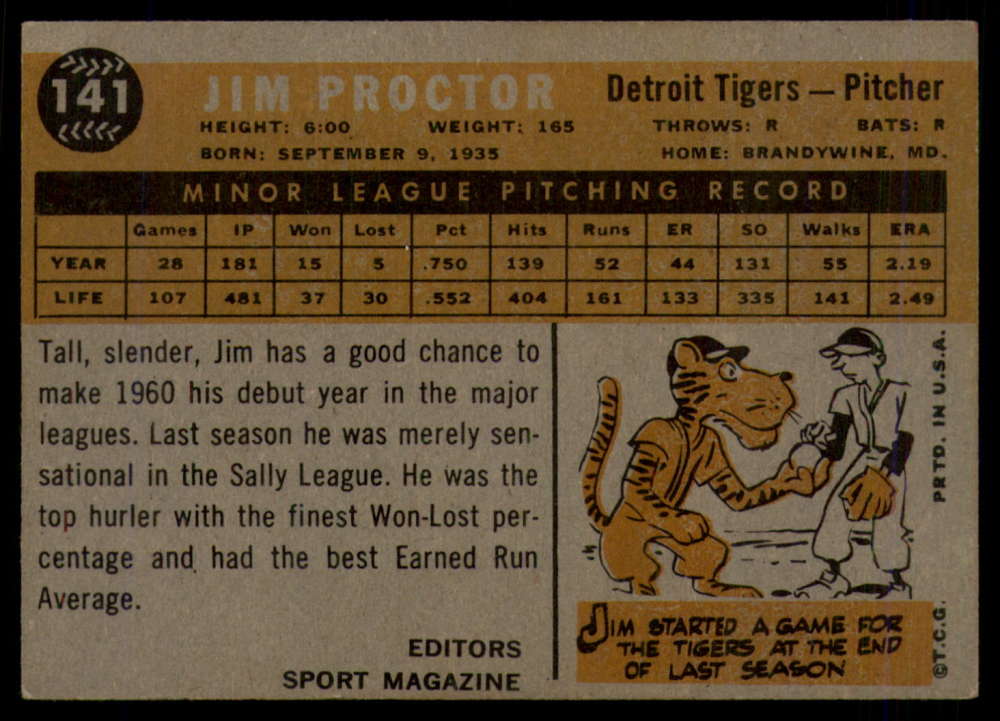 141
JIM PROCTOR
Detroit Tigers — Pitcher
HEIGHT: 6:00 WEIGHT: 165 THROWS: R BATS: R
BORN: SEPTEMBER 9, 1935 HOME: BRANDYWINE, MD.
MINOR LEAGUE PITCHING RECORD
Games IP Won Lost Pct Hits Runs ER SO Walks ERA
YEAR 28 181 15 5 .750 139 52 44 131 55 2.19
LIFE 107 481 37 30 .552 404 161 133 335 141 2.49
Tall, slender, Jim has a good chance to
make 1960 his debut year in the major
leagues. Last season he was merely sen-
sational in the Sally League. He was the
top hurler with the finest Won-Lost per-
centage and had the best Earned Run
Average.
EDITORS
SPORT MAGAZINE
JIM STARTED A GAME FOR
THE TIGERS AT THE END
OF LAST SEASON
PRTD. IN U.S.A.
©T.C.G.